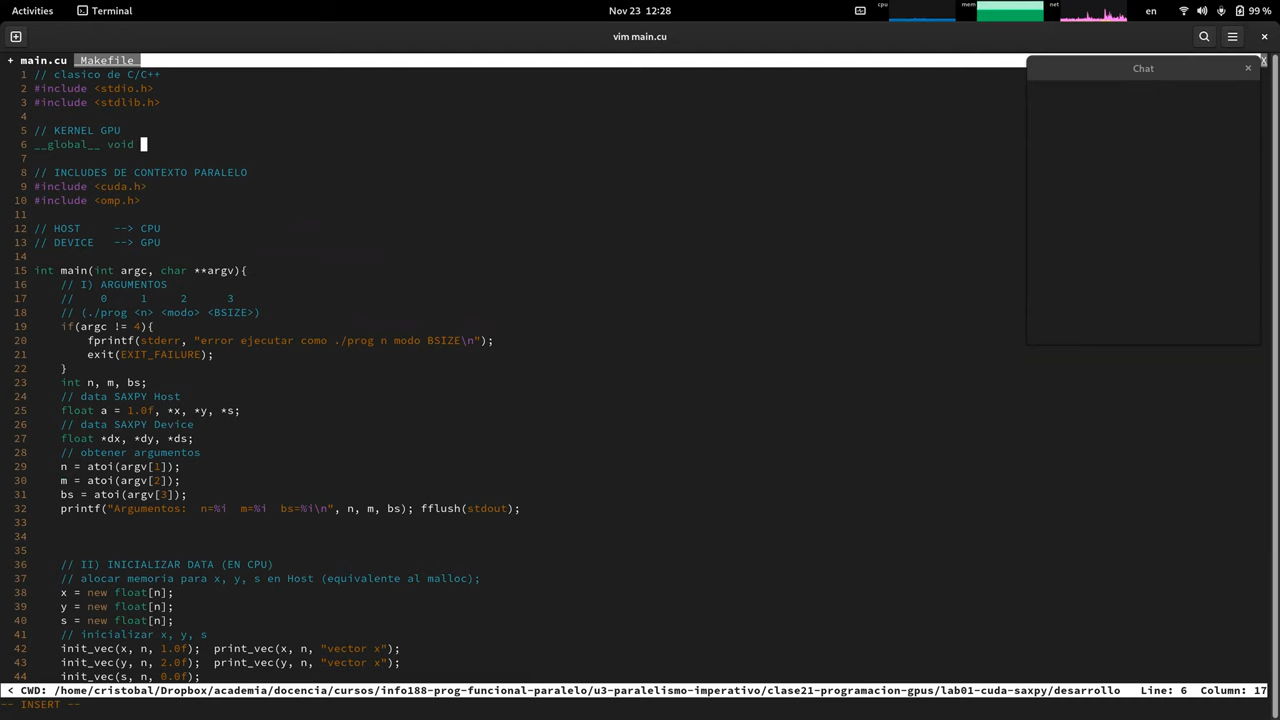 Activities Terminal Nov 23 12:28 cpu mem net en 99 %
vim main.cu
+ main.cu Makefile X
Chat ×
1 // clasico de C/C++
2 #include <stdio.h>
3 #include <stdlib.h>
4
5 // KERNEL GPU
6 __global__ void
7
8 // INCLUDES DE CONTEXTO PARALELO
9 #include <cuda.h>
10 #include <omp.h>
11
12 // HOST --> CPU
13 // DEVICE --> GPU
14
15 int main(int argc, char **argv){
16 // I) ARGUMENTOS
17 // 0 1 2 3
18 // (./prog <n> <modo> <BSIZE>)
19 if(argc != 4){
20 fprintf(stderr, "error ejecutar como ./prog n modo BSIZE\n");
21 exit(EXIT_FAILURE);
22 }
23 int n, m, bs;
24 // data SAXPY Host
25 float a = 1.0f, *x, *y, *s;
26 // data SAXPY Device
27 float *dx, *dy, *ds;
28 // obtener argumentos
29 n = atoi(argv[1]);
30 m = atoi(argv[2]);
31 bs = atoi(argv[3]);
32 printf("Argumentos: n=%i m=%i bs=%i\n", n, m, bs); fflush(stdout);
33
34
35
36 // II) INICIALIZAR DATA (EN CPU)
37 // alocar memoria para x, y, s en Host (equivalente al malloc);
38 x = new float[n];
39 y = new float[n];
40 s = new float[n];
41 // inicializar x, y, s
42 init_vec(x, n, 1.0f); print_vec(x, n, "vector x");
43 init_vec(y, n, 2.0f); print_vec(y, n, "vector x");
44 init_vec(s, n, 0.0f);
< CWD: /home/cristobal/Dropbox/academia/docencia/cursos/info188-prog-funcional-paralelo/u3-paralelismo-imperativo/clase21-programacion-gpus/lab01-cuda-saxpy/desarrollo Line: 6 Column: 17
-- INSERT --